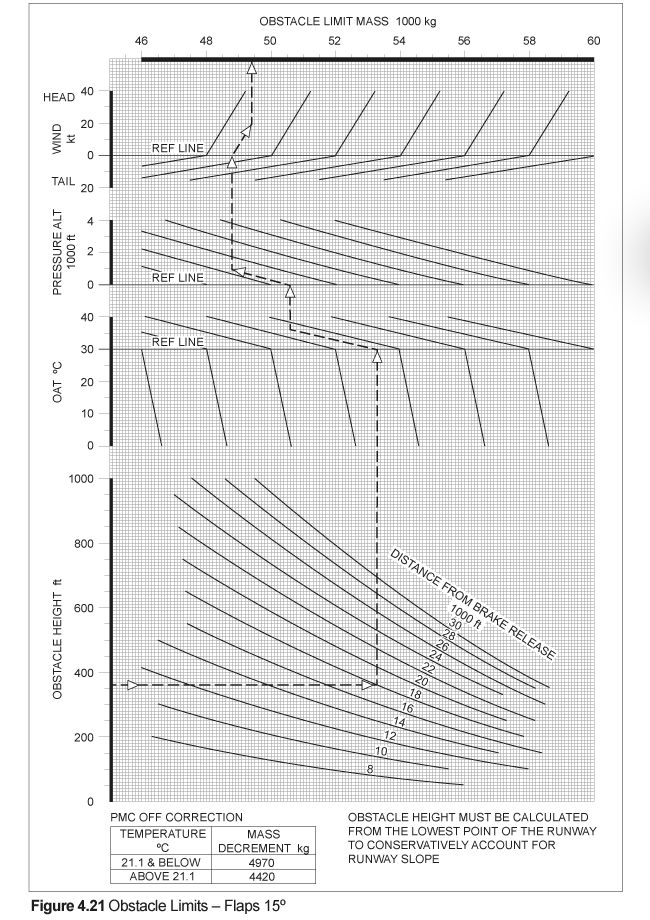 OBSTACLE LIMIT MASS 1000 kg
46 48 50 52 54 56 58 60
HEAD 40
20
WIND kt
0
REF LINE
TAIL 20
PRESSURE ALT 1000 ft
4
2
0
REF LINE
OAT ºC
40
30
REF LINE
20
10
0
OBSTACLE HEIGHT ft
1000
800
600
400
200
0
DISTANCE FROM BRAKE RELEASE
1000 ft
30
28
26
24
22
20
18
16
14
12
10
8
PMC OFF CORRECTION
TEMPERATURE ºC
MASS DECREMENT kg
21.1 & BELOW 4970
ABOVE 21.1 4420
OBSTACLE HEIGHT MUST BE CALCULATED
FROM THE LOWEST POINT OF THE RUNWAY
TO CONSERVATIVELY ACCOUNT FOR
RUNWAY SLOPE
Figure 4.21 Obstacle Limits – Flaps 15º